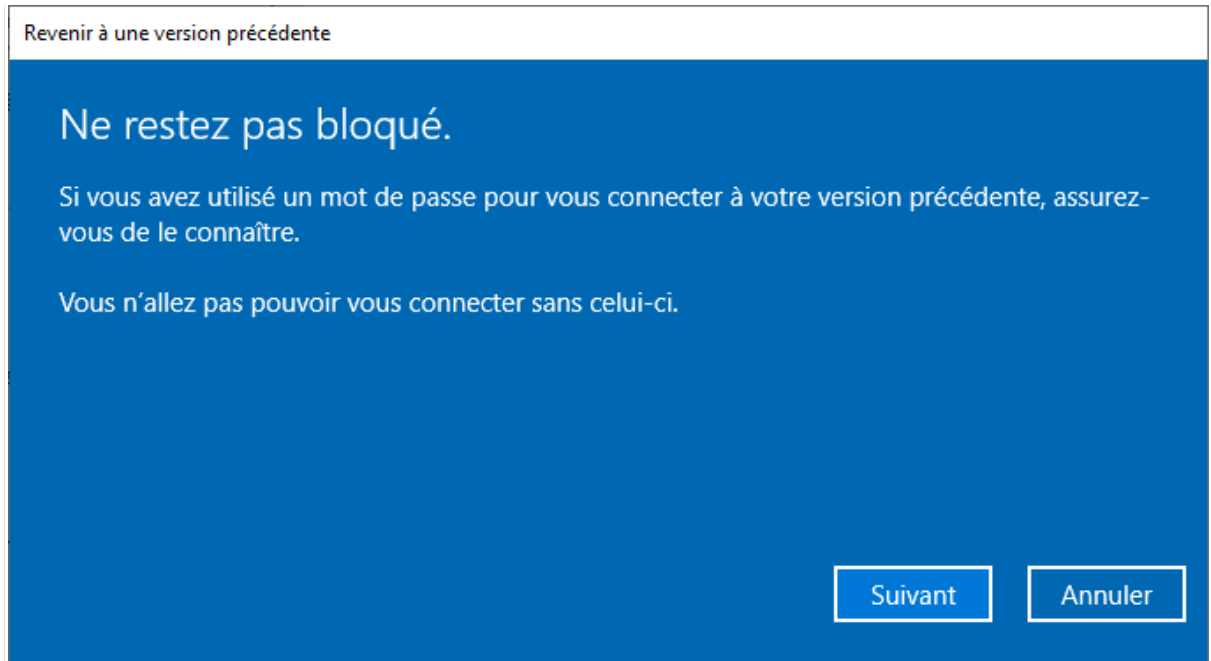 Revenir à une version précédente
Ne restez pas bloqué.
Si vous avez utilisé un mot de passe pour vous connecter à votre version précédente, assurez-
vous de le connaître.
Vous n´allez pas pouvoir vous connecter sans celui-ci.
Suivant
Annuler